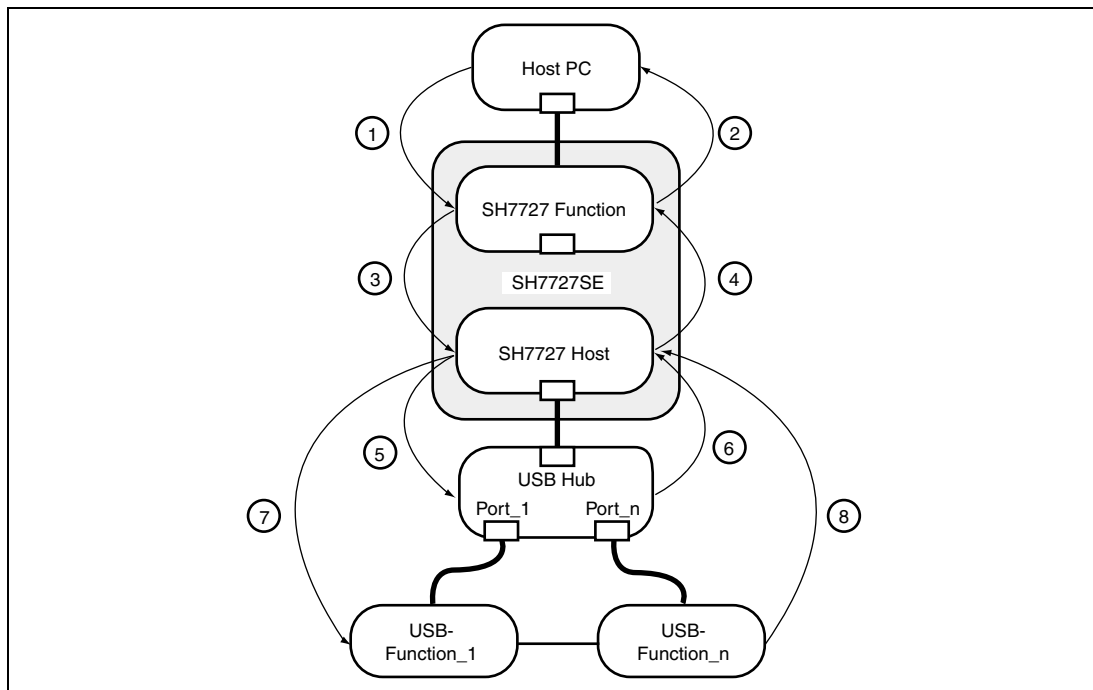 Host PC
1
2
SH7727 Function
3
4
SH7727SE
SH7727 Host
5
6
USB Hub
Port_1
Port_n
7
8
USB-
Function_1
USB-
Function_n